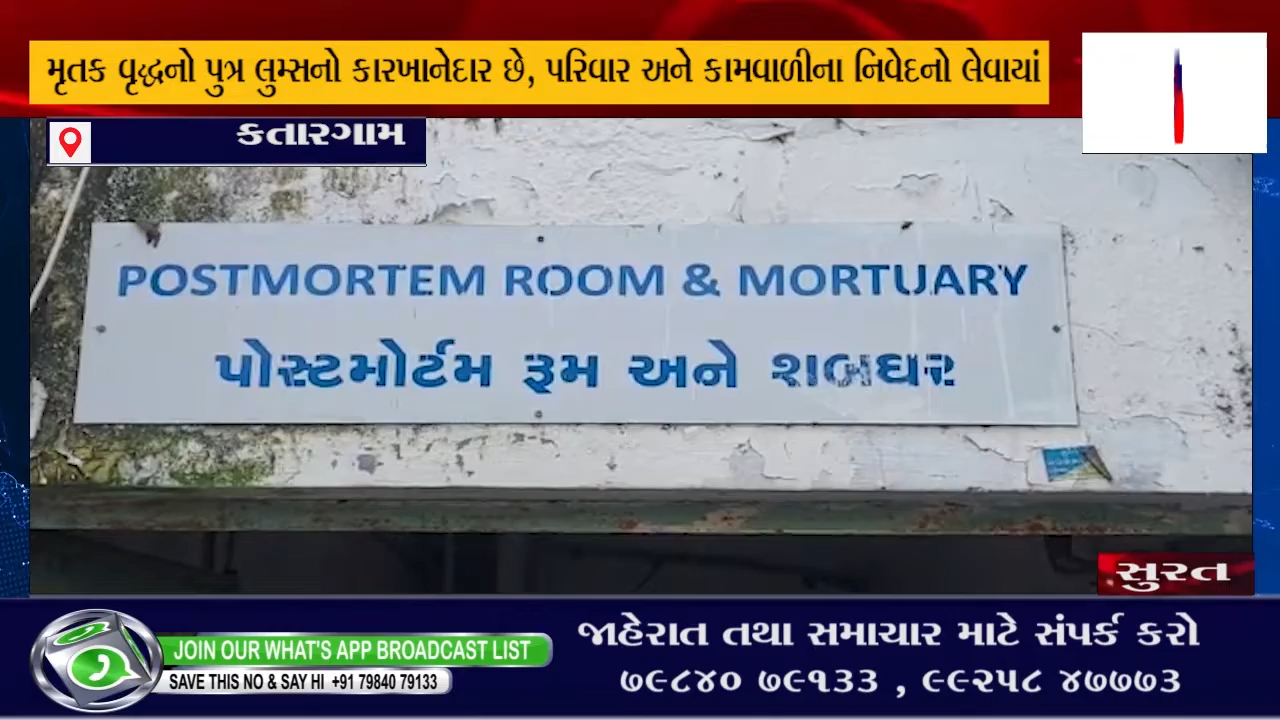 મૃતક વૃદ્ધનો પુત્ર લુમ્સનો કારખાનેદાર છે, પરિવાર અને કામવાળીના નિવેદનો લેવાયાં
કતારગામ
POSTMORTEM ROOM & MORTUARY
પોસ્ટમોર્ટમ રૂમ અને શબઘર
સુરત
JOIN OUR WHAT'S APP BROADCAST LIST
SAVE THIS NO & SAY HI +91 79840 79133
જાહેરાત તથા સમાચાર માટે સંપર્ક કરો
૭૯૮૪૦ ૭૯૧૩૩ , ૯૯૨૫૮ ૪૭૭૭૩